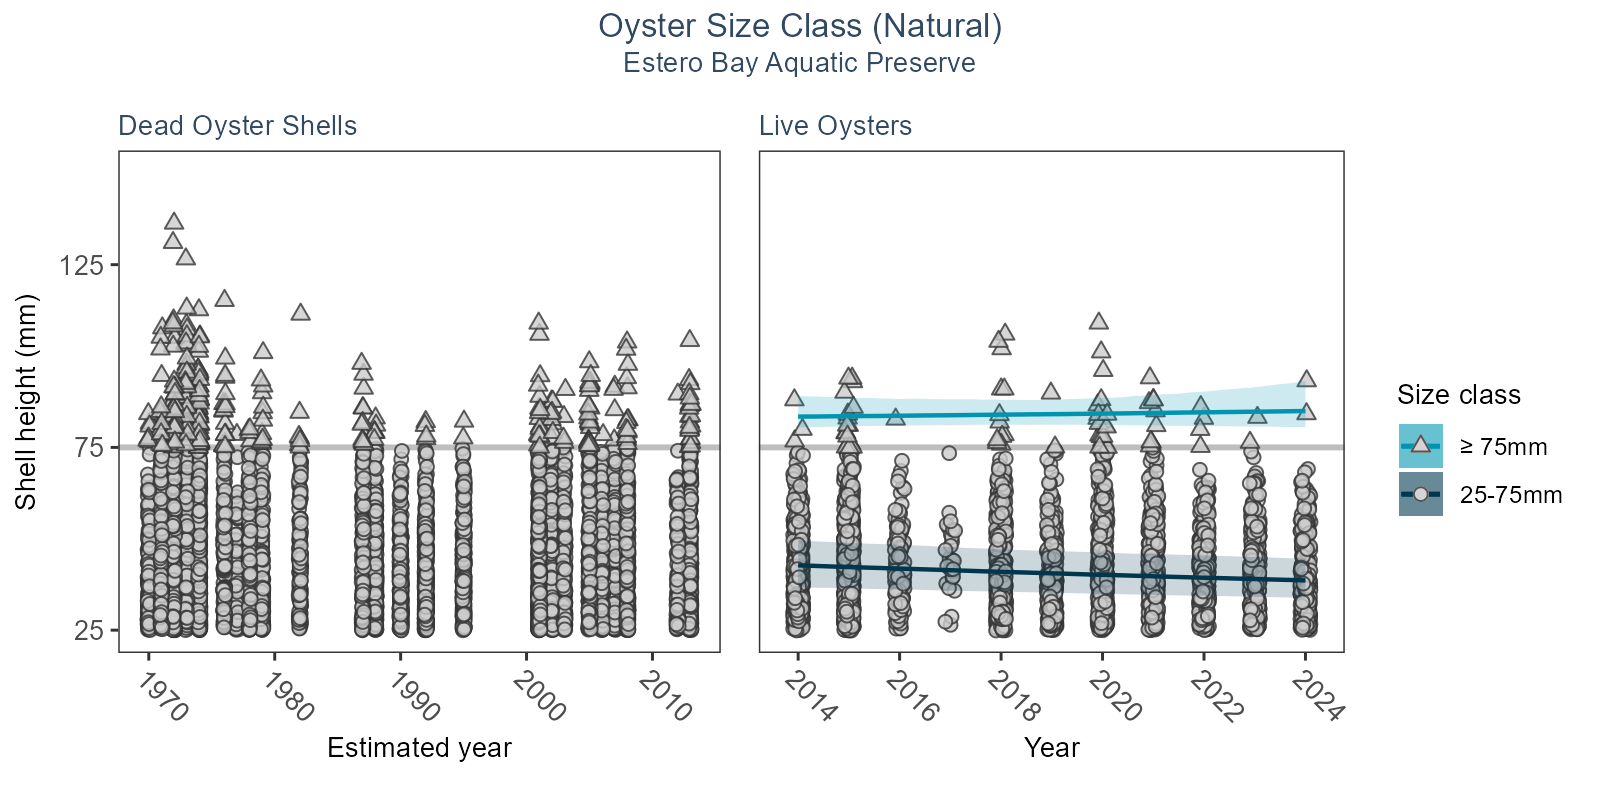 Oyster Size Class (Natural)
Estero Bay Aquatic Preserve
Dead Oyster Shells
Live Oysters
Shell height (mm)
125
75
25
1970
1980
1990
2000
2010
Estimated year
2014
2016
2018
2020
2022
2024
Year
Size class
≥ 75mm
25-75mm